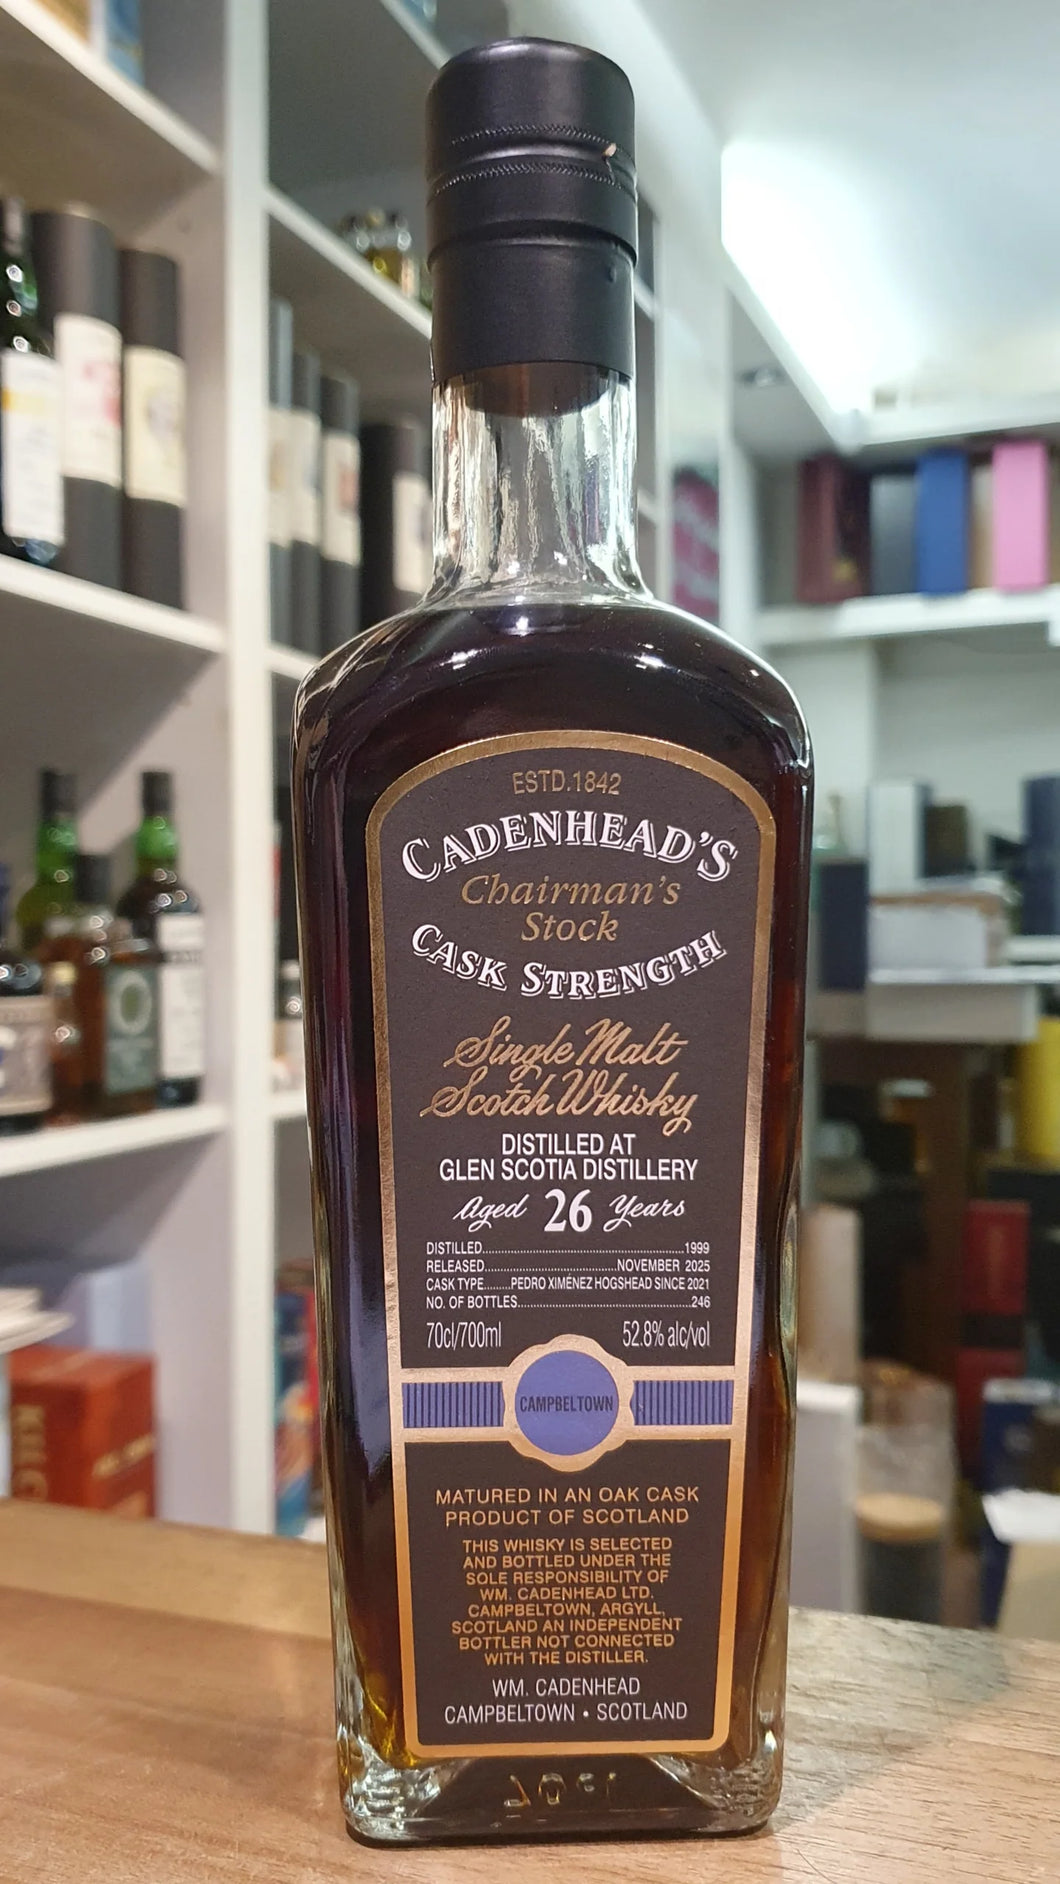 ESTD.1842
CADENHEAD'S
Chairman's
Stock
CASK STRENGTH
Single Malt
Scotch Whisky
DISTILLED AT
GLEN SCOTIA DISTILLERY
Aged 26 Years
DISTILLED..........................................................1999
RELEASED......................................NOVEMBER 2025
CASK TYPE........PEDRO XIMÉNEZ HOGSHEAD SINCE 2021
NO. OF BOTTLES..................................................246
70cl/700ml 52.8% alc/vol
CAMPBELTOWN
MATURED IN AN OAK CASK
PRODUCT OF SCOTLAND
THIS WHISKY IS SELECTED
AND BOTTLED UNDER THE
SOLE RESPONSIBILITY OF
WM. CADENHEAD LTD.
CAMPBELTOWN, ARGYLL,
SCOTLAND AN INDEPENDENT
BOTTLER NOT CONNECTED
WITH THE DISTILLER.
WM. CADENHEAD
CAMPBELTOWN • SCOTLAND
70cl